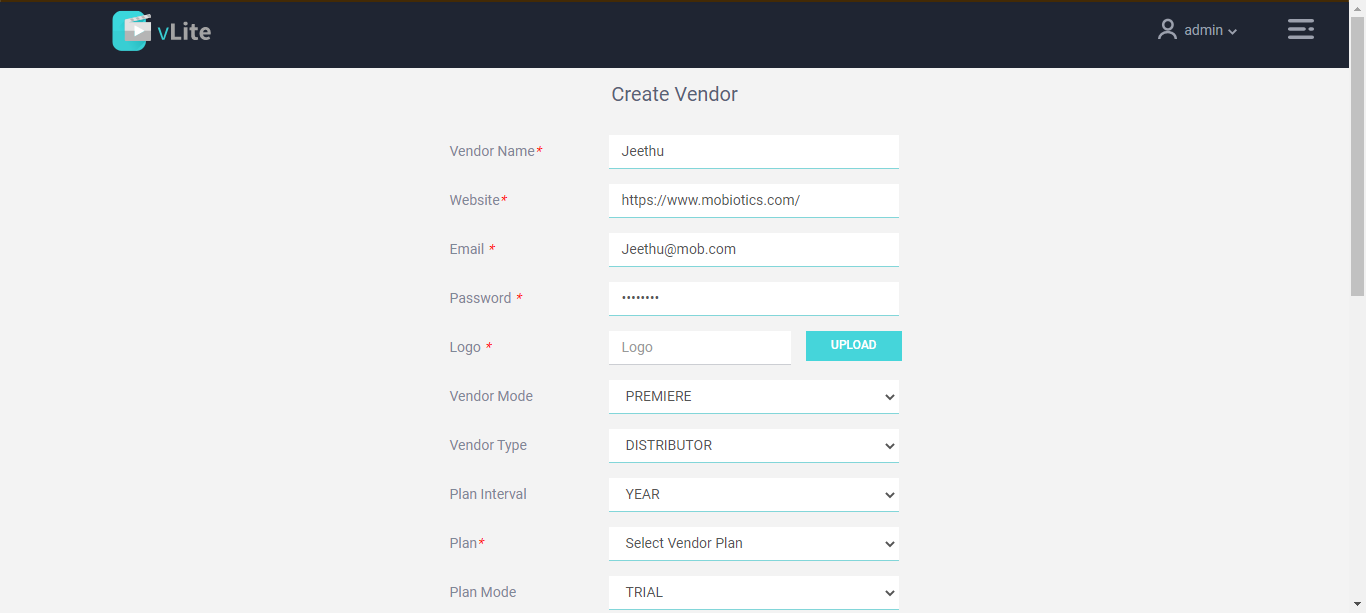 vLite
admin
Create Vendor
Vendor Name* Jeethu
Website* https://www.mobiotics.com/
Email * Jeethu@mob.com
Password * ••••••••
Logo * Logo UPLOAD
Vendor Mode PREMIERE
Vendor Type DISTRIBUTOR
Plan Interval YEAR
Plan* Select Vendor Plan
Plan Mode TRIAL